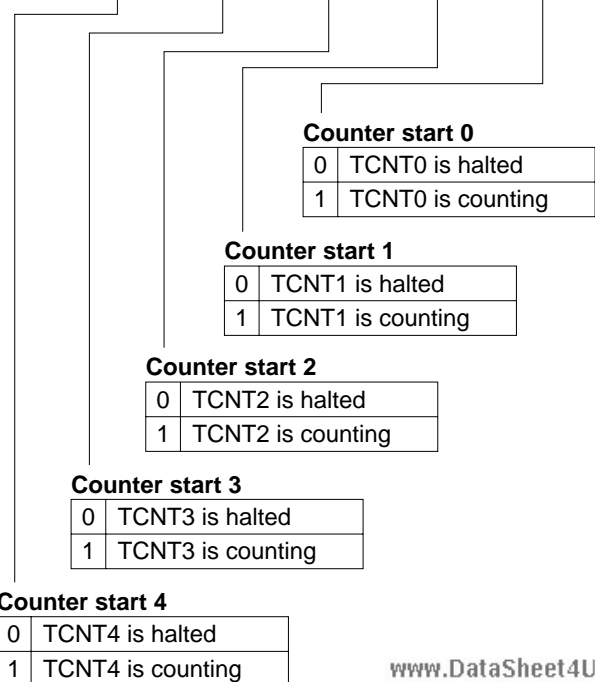 Counter start 0
0 TCNT0 is halted
1 TCNT0 is counting
Counter start 1
0 TCNT1 is halted
1 TCNT1 is counting
Counter start 2
0 TCNT2 is halted
1 TCNT2 is counting
Counter start 3
0 TCNT3 is halted
1 TCNT3 is counting
Counter start 4
0 TCNT4 is halted
1 TCNT4 is counting
www.DataSheet4U